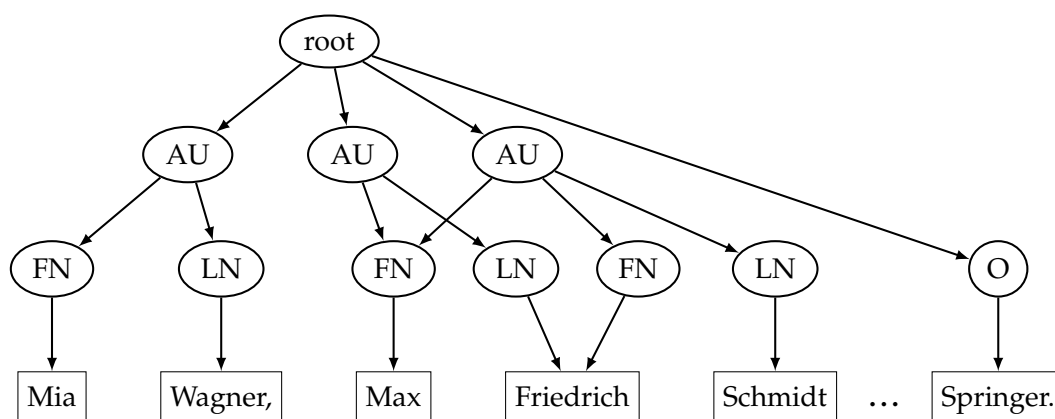 root
AU AU AU
FN LN FN LN FN LN O
Mia Wagner, Max Friedrich Schmidt ... Springer.